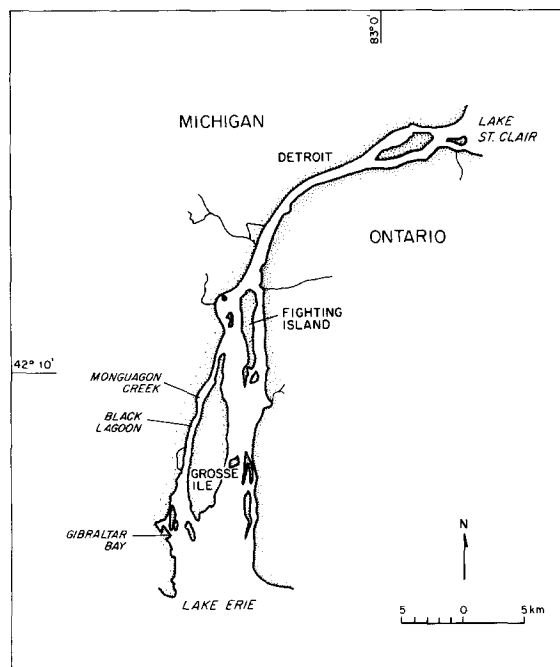 83°0'
MICHIGAN
LAKE
ST. CLAIR
DETROIT
ONTARIO
FIGHTING
ISLAND
42° 10'
MONGUAGON
CREEK
BLACK
LAGOON
GROSSE
ILE
GIBRALTAR
BAY
N
LAKE ERIE
5 0 5 km